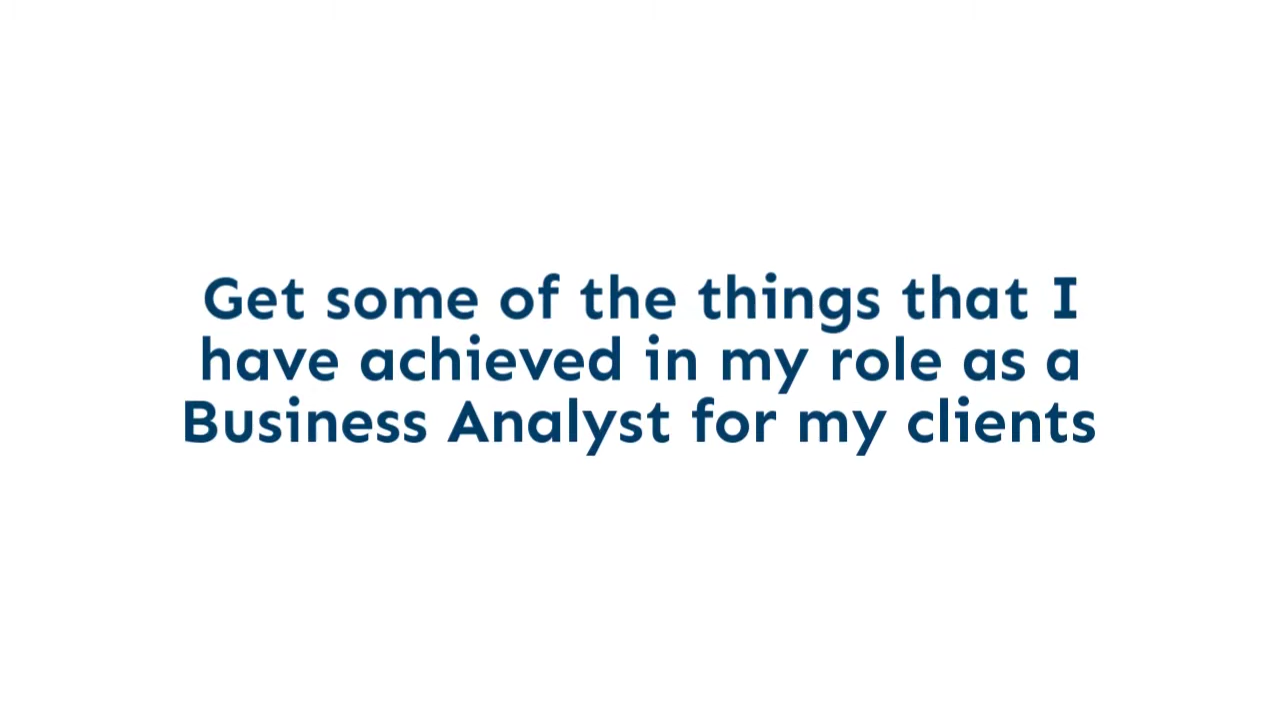 Get some of the things that I
have achieved in my role as a
Business Analyst for my clients